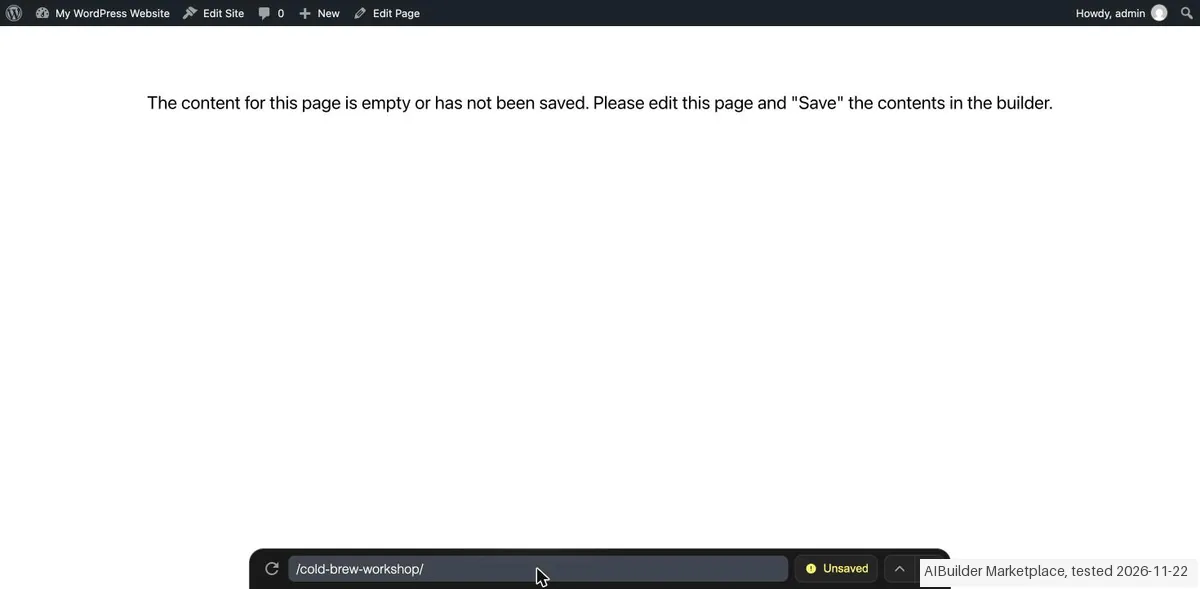 My WordPress Website Edit Site 0 New Edit Page Howdy, admin
The content for this page is empty or has not been saved. Please edit this page and "Save" the contents in the builder.
/cold-brew-workshop/ Unsaved
AIBuilder Marketplace, tested 2026-11-22